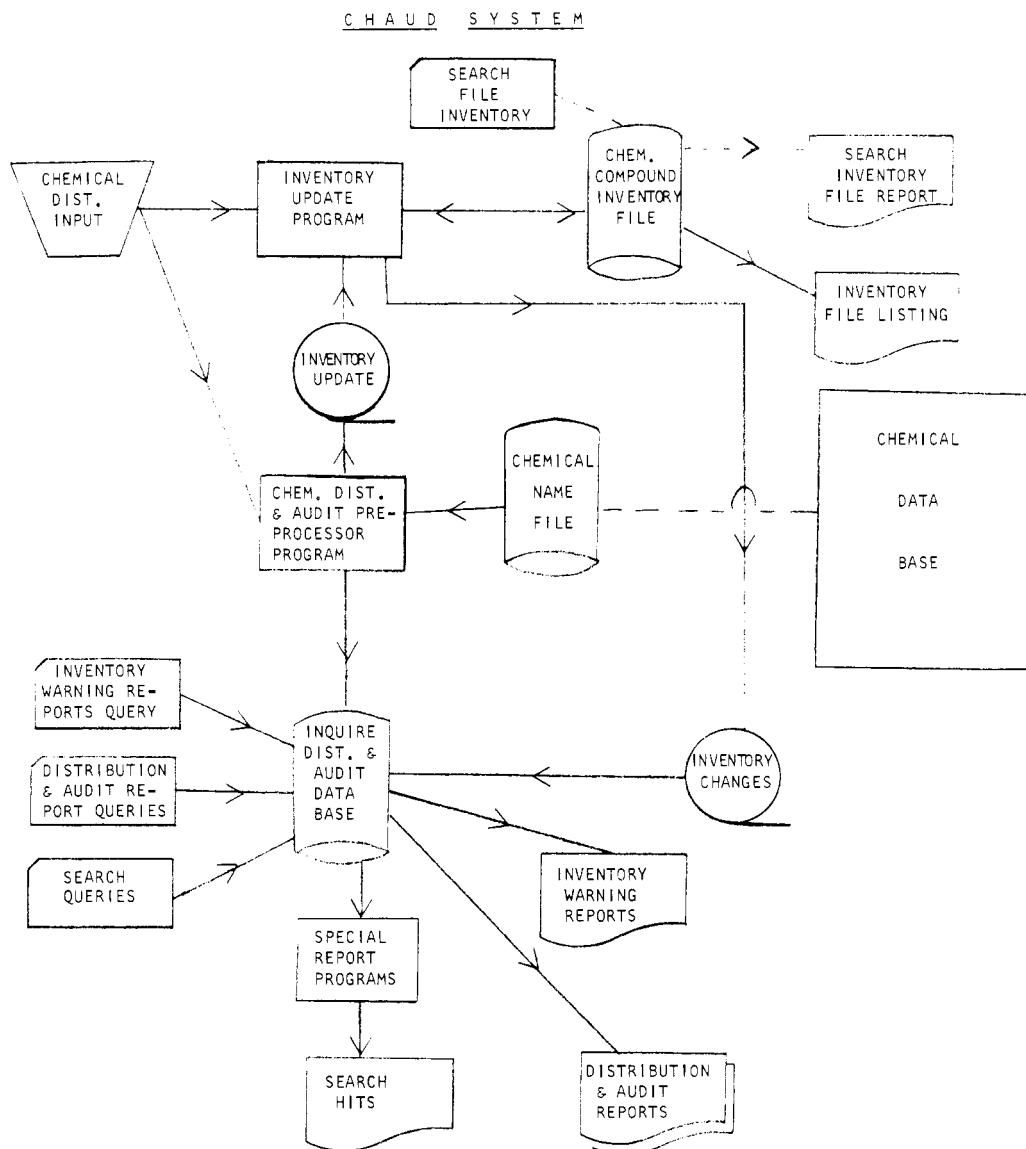 CHAUD SYSTEM
SEARCH
FILE
INVENTORY
CHEMICAL
DIST.
INPUT
INVENTORY
UPDATE
PROGRAM
CHEM.
COMPOUND
INVENTORY
FILE
SEARCH
INVENTORY
FILE REPORT
INVENTORY
FILE LISTING
INVENTORY
UPDATE
CHEM. DIST.
& AUDIT PRE-
PROCESSOR
PROGRAM
CHEMICAL
NAME
FILE
CHEMICAL
DATA
BASE
INVENTORY
WARNING RE-
PORTS QUERY
DISTRIBUTION
& AUDIT RE-
PORT QUERIES
SEARCH
QUERIES
INQUIRE
DIST. &
AUDIT
DATA
BASE
INVENTORY
CHANGES
INVENTORY
WARNING
REPORTS
SPECIAL
REPORT
PROGRAMS
SEARCH
HITS
DISTRIBUTION
& AUDIT
REPORTS